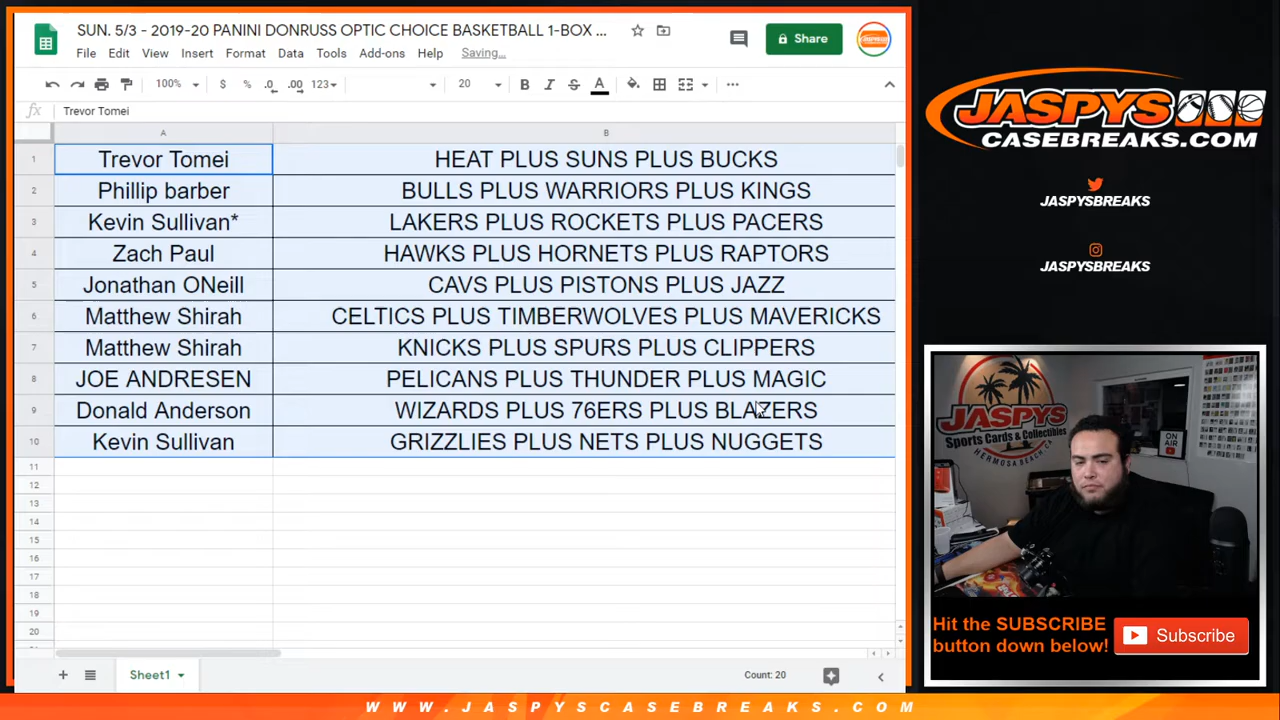 SUN. 5/3 - 2019-20 PANINI DONRUSS OPTIC CHOICE BASKETBALL 1-BOX ...
File Edit View Insert Format Data Tools Add-ons Help Saving...
Share
100% $ % .0 .00 123 20 B I S A
fx Trevor Tomei
A B
1 Trevor Tomei HEAT PLUS SUNS PLUS BUCKS
2 Phillip barber BULLS PLUS WARRIORS PLUS KINGS
3 Kevin Sullivan* LAKERS PLUS ROCKETS PLUS PACERS
4 Zach Paul HAWKS PLUS HORNETS PLUS RAPTORS
5 Jonathan ONeill CAVS PLUS PISTONS PLUS JAZZ
6 Matthew Shirah CELTICS PLUS TIMBERWOLVES PLUS MAVERICKS
7 Matthew Shirah KNICKS PLUS SPURS PLUS CLIPPERS
8 JOE ANDRESEN PELICANS PLUS THUNDER PLUS MAGIC
9 Donald Anderson WIZARDS PLUS 76ERS PLUS BLAZERS
10 Kevin Sullivan GRIZZLIES PLUS NETS PLUS NUGGETS
11
12
13
14
15
16
17
18
19
20
Sheet1
Count: 20
JASPYS
CASEBREAKS.COM
JASPYSBREAKS
JASPYSBREAKS
JASPYS
Sports Cards & Collectibles
HERMOSA BEACH CA
ON AIR
Hit the SUBSCRIBE
button down below!
Subscribe
WWW.JASPYSCASEBREAKS.COM